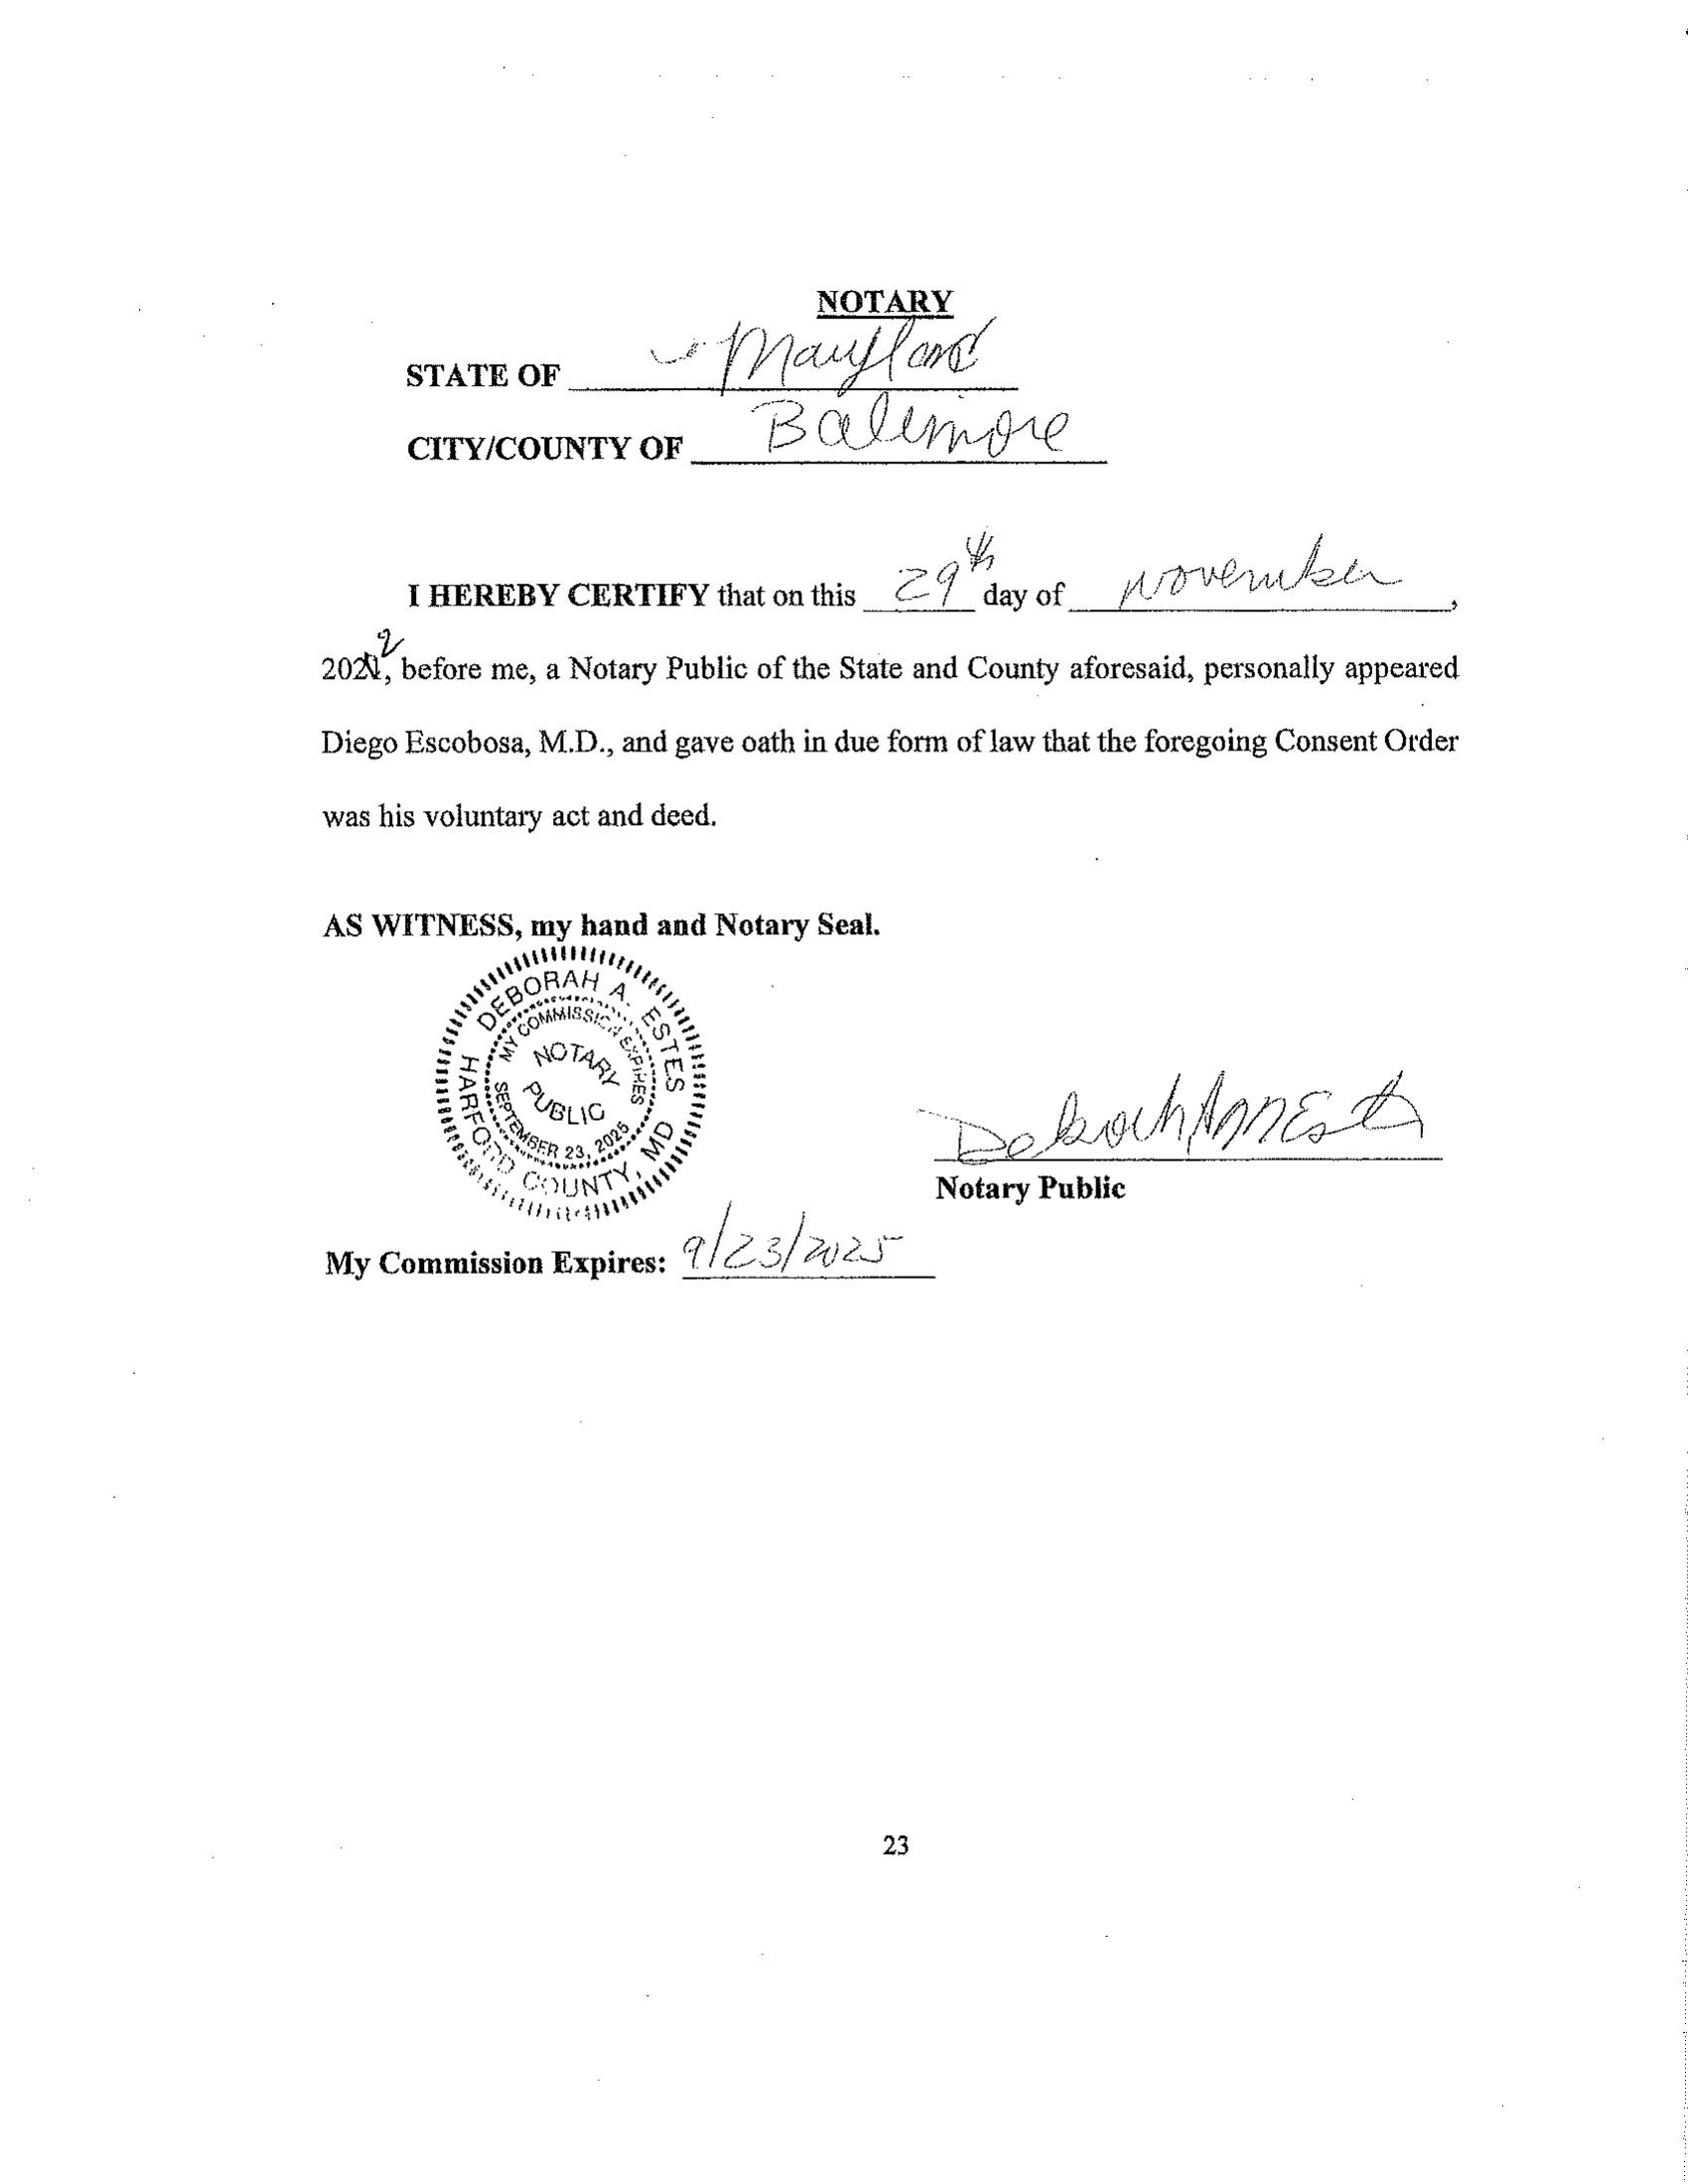 NOTARY
STATE OF Maryland
CITY/COUNTY OF Baltimore
I HEREBY CERTIFY that on this 29th day of November,
2021, 2 before me, a Notary Public of the State and County aforesaid, personally appeared
Diego Escobosa, M.D., and gave oath in due form of law that the foregoing Consent Order
was his voluntary act and deed.
AS WITNESS, my hand and Notary Seal.
DEBORAH A. ESTES
MY COMMISSION EXPIRES
NOTARY
PUBLIC
SEPTEMBER 23, 2025
HARFORD COUNTY, MD
Deborah Ann Estes
Notary Public
My Commission Expires: 9/23/2025
23